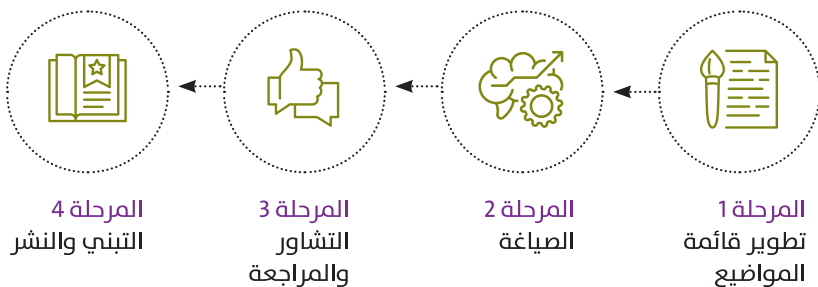 المرحلة 1
تطوير قائمة
المواضيع
المرحلة 2
الصياغة
المرحلة 3
التشاور
والمراجعة
المرحلة 4
التبني والنشر